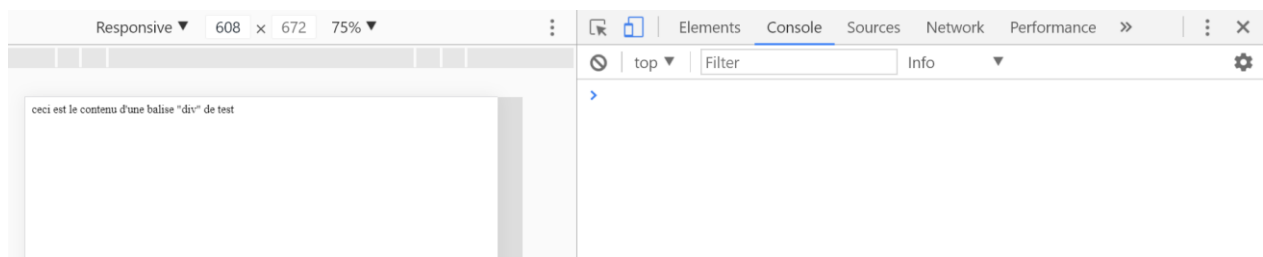 Responsive ▼ 608 × 672 75% ▼
Elements Console Sources Network Performance »
top ▼ Filter Info ▼
>
ceci est le contenu d'une balise "div" de test